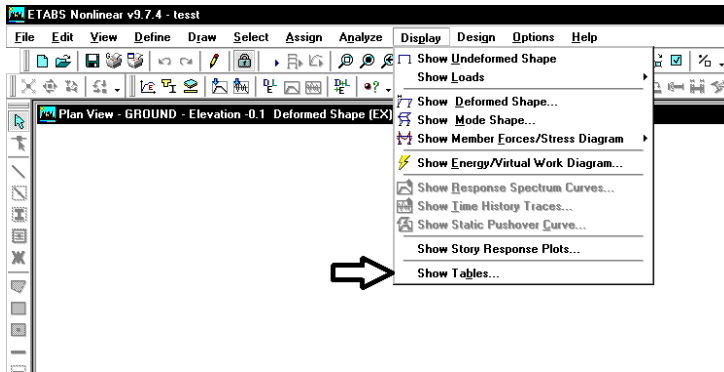 ETABS Nonlinear v9.7.4 - tesst
File Edit View Define Draw Select Assign Analyze Display Design Options Help
Plan View - GROUND - Elevation -0.1 Deformed Shape (EX)
Show Undeformed Shape
Show Loads
Show Deformed Shape...
Show Mode Shape...
Show Member Forces/Stress Diagram
Show Energy/Virtual Work Diagram...
Show Response Spectrum Curves...
Show Time History Traces...
Show Static Pushover Curve...
Show Story Response Plots...
Show Tables...